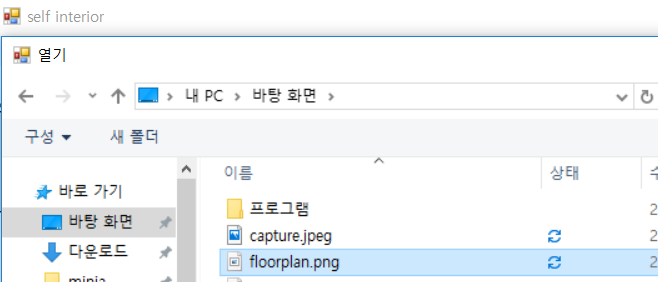 self interior
열기
내 PC 바탕 화면
구성 새 폴더
이름 상태
바로 가기
프로그램
바탕 화면
capture.jpeg
다운로드
floorplan.png